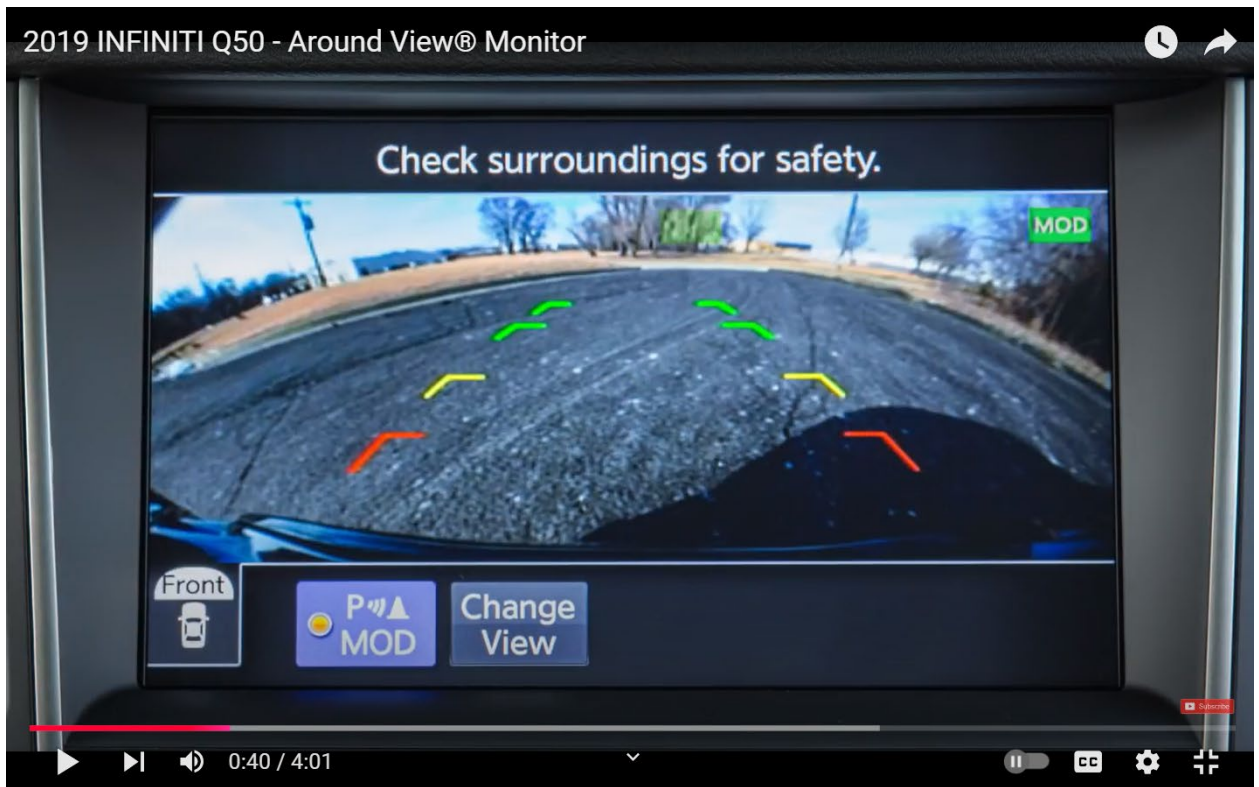 2019 INFINITI Q50 - Around View® Monitor
Check surroundings for safety.
MOD
Front
P
MOD
Change
View
Subscribe
0:40 / 4:01
CC